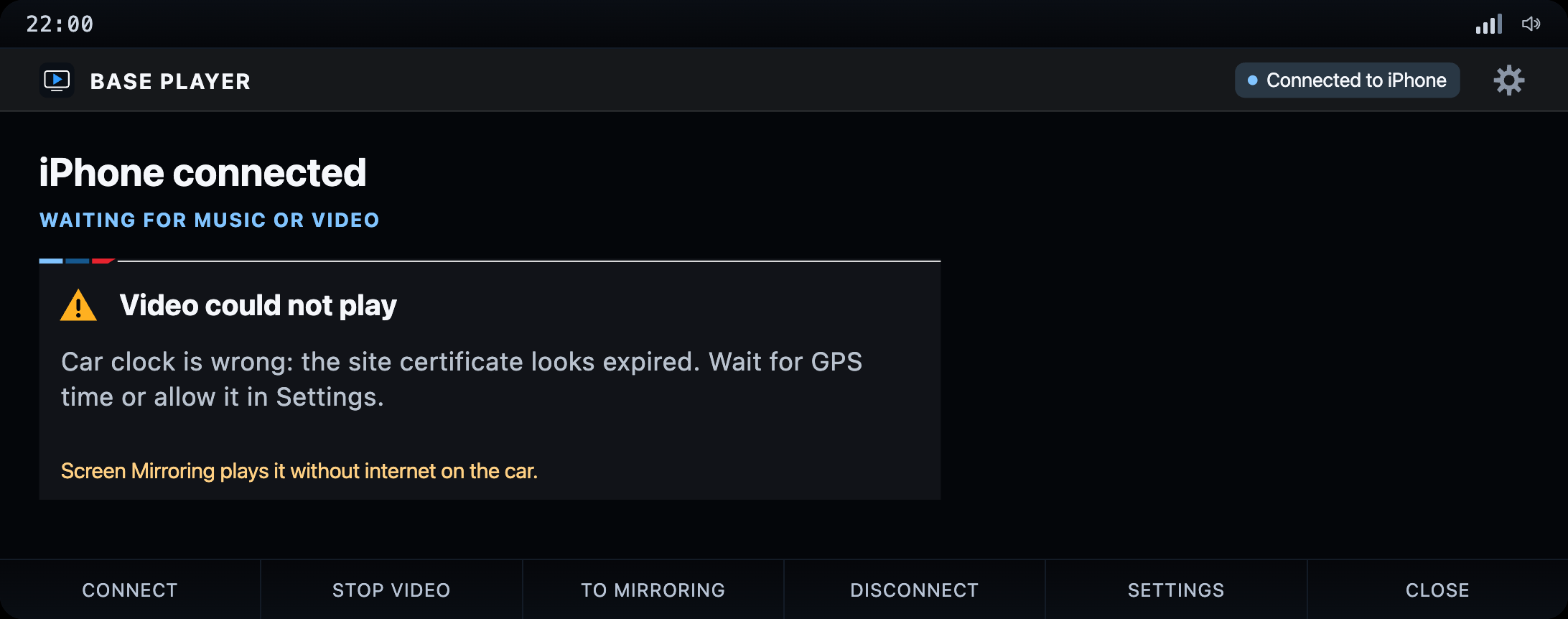 22:00
BASE PLAYER
Connected to iPhone
iPhone connected
WAITING FOR MUSIC OR VIDEO
Video could not play
Car clock is wrong: the site certificate looks expired. Wait for GPS
time or allow it in Settings.
Screen Mirroring plays it without internet on the car.
CONNECT
STOP VIDEO
TO MIRRORING
DISCONNECT
SETTINGS
CLOSE